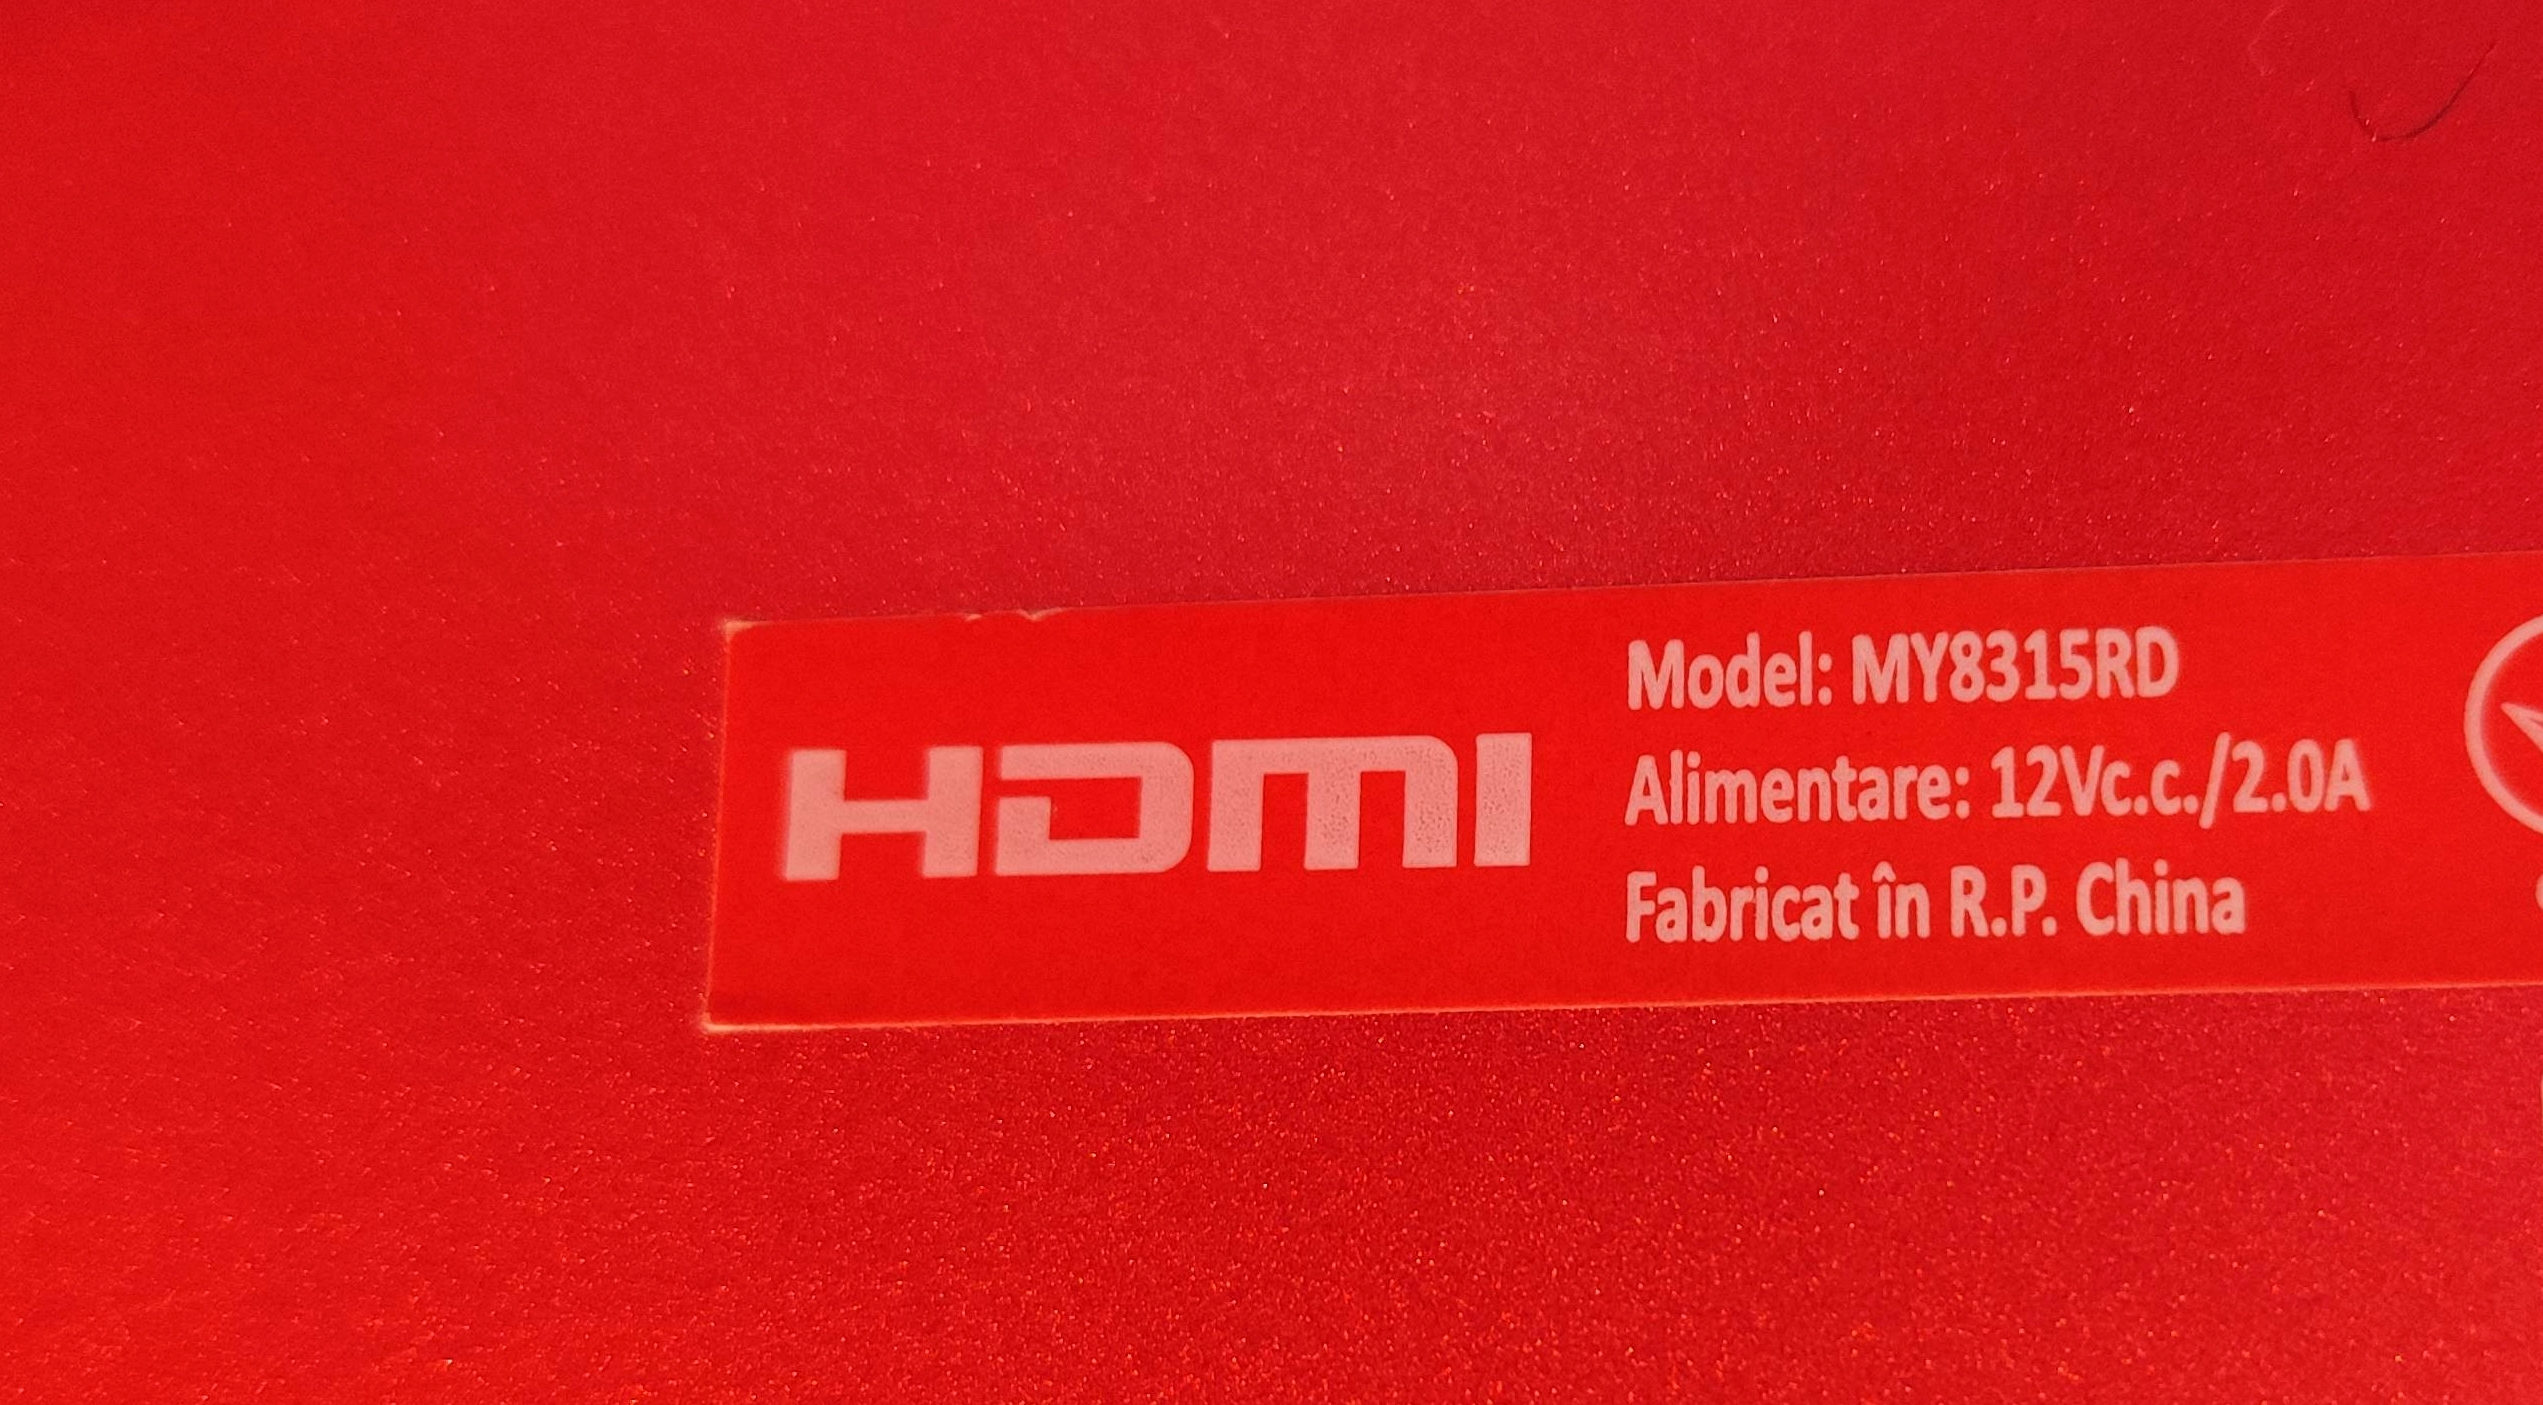 HDMI
Model: MY8315RD
Alimentare: 12Vc.c./2.0A
Fabricat în R.P. China